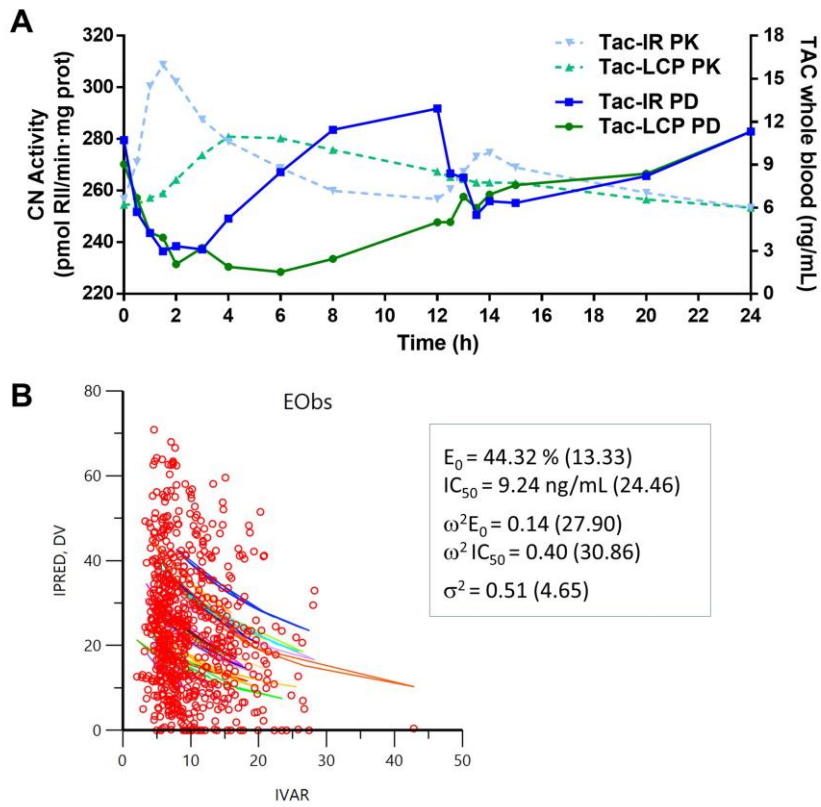 A
CN Activity
(pmol RII/min·mg prot)
320
300
280
260
240
220
Tac-IR PK
Tac-LCP PK
Tac-IR PD
Tac-LCP PD
18
15
12
9
6
3
0
TAC whole blood (ng/mL)
0 2 4 6 8 10 12 14 16 18 20 22 24
Time (h)
B
EObs
IPRED, DV
80
60
40
20
0
0 10 20 30 40 50
IVAR
E0 = 44.32 % (13.33)
IC50 = 9.24 ng/mL (24.46)
ω²E0 = 0.14 (27.90)
ω² IC50 = 0.40 (30.86)
σ² = 0.51 (4.65)